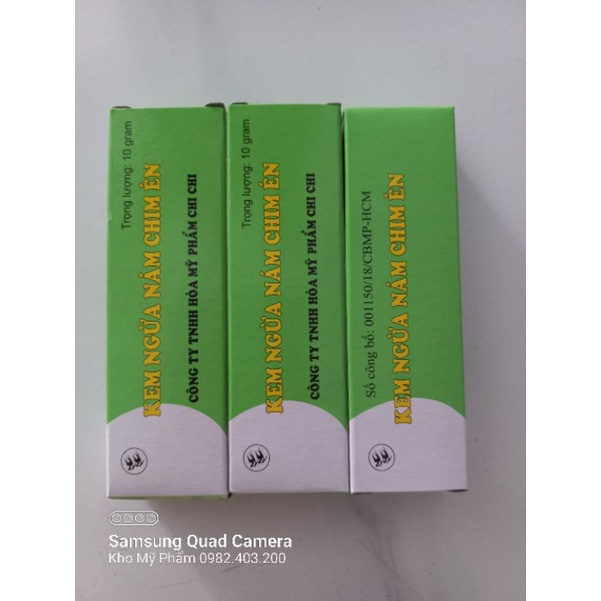 Trọng lượng: 10 gram
KEM NGỪA NÁM CHIM ÉN
CÔNG TY TNHH HÓA MỸ PHẨM CHI CHI
Trọng lượng: 10 gram
KEM NGỪA NÁM CHIM ÉN
CÔNG TY TNHH HÓA MỸ PHẨM CHI CHI
Số công bố: 001150/18/CBMP-HCM
KEM NGỪA NÁM CHIM ÉN
Samsung Quad Camera
Kho Mỹ Phẩm 0982.403.200